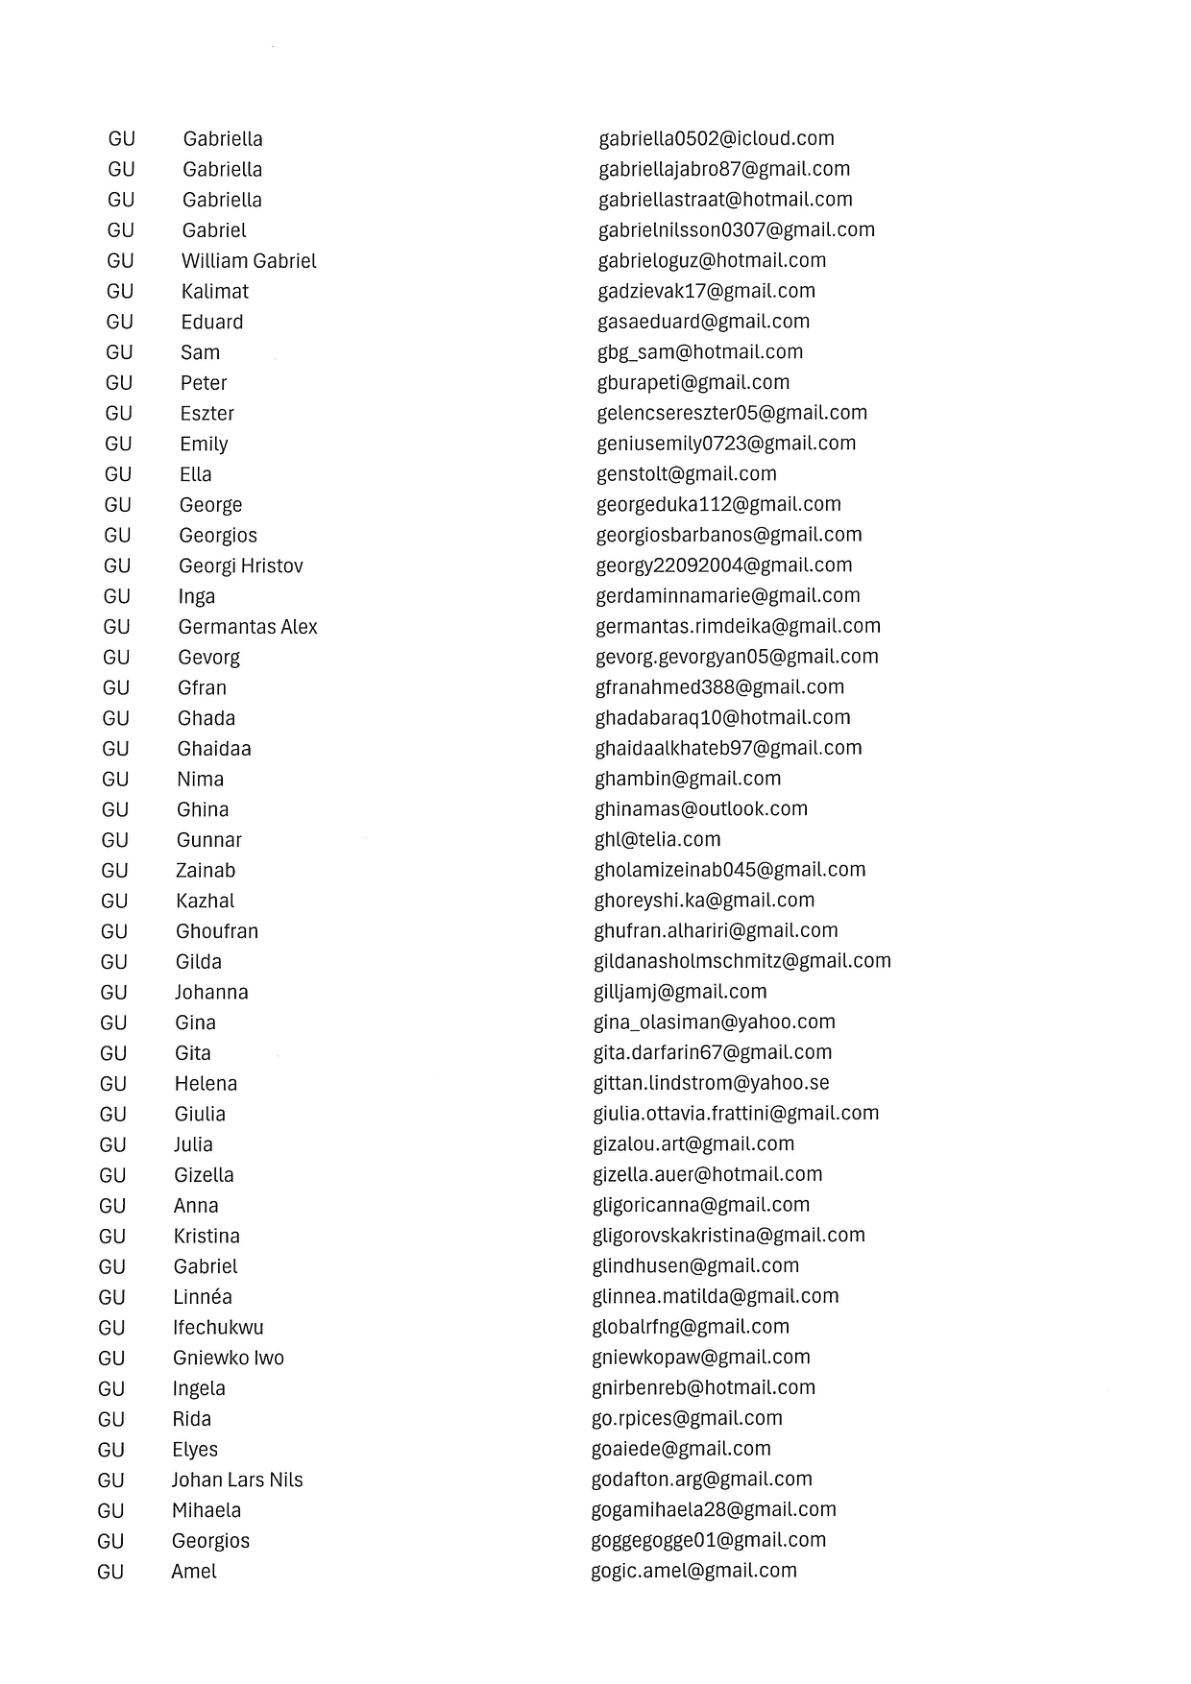 GU Gabriella gabriella0502@icloud.com
GU Gabriella gabriellajabro87@gmail.com
GU Gabriella gabriellastraat@hotmail.com
GU Gabriel gabrielnilsson0307@gmail.com
GU William Gabriel gabrieloguz@hotmail.com
GU Kalimat gadzievak17@gmail.com
GU Eduard gasaeduard@gmail.com
GU Sam gbg_sam@hotmail.com
GU Peter gburapeti@gmail.com
GU Eszter gelencsereszter05@gmail.com
GU Emily geniusemily0723@gmail.com
GU Ella genstolt@gmail.com
GU George georgeduka112@gmail.com
GU Georgios georgiosbarbanos@gmail.com
GU Georgi Hristov georgy22092004@gmail.com
GU Inga gerdaminnamarie@gmail.com
GU Germantas Alex germantas.rimdeika@gmail.com
GU Gevorg gevorg.gevorgyan05@gmail.com
GU Gfran gfranahmed388@gmail.com
GU Ghada ghadabaraq10@hotmail.com
GU Ghaidaa ghaidaalkhateb97@gmail.com
GU Nima ghambin@gmail.com
GU Ghina ghinamas@outlook.com
GU Gunnar ghl@telia.com
GU Zainab gholamizeinab045@gmail.com
GU Kazhal ghoreyshi.ka@gmail.com
GU Ghoufran ghufran.alhariri@gmail.com
GU Gilda gildanasholmschmitz@gmail.com
GU Johanna gilljamj@gmail.com
GU Gina gina_olasiman@yahoo.com
GU Gita gita.darfarin67@gmail.com
GU Helena gittan.lindstrom@yahoo.se
GU Giulia giulia.ottavia.frattini@gmail.com
GU Julia gizalou.art@gmail.com
GU Gizella gizella.auer@hotmail.com
GU Anna gligoricanna@gmail.com
GU Kristina gligorovskakristina@gmail.com
GU Gabriel glindhusen@gmail.com
GU Linnéa glinnea.matilda@gmail.com
GU Ifechukwu globalrfng@gmail.com
GU Gniewko Iwo gniewkopaw@gmail.com
GU Ingela gnirbenreb@hotmail.com
GU Rida go.rpices@gmail.com
GU Elyes goaiede@gmail.com
GU Johan Lars Nils godafton.arg@gmail.com
GU Mihaela gogamihaela28@gmail.com
GU Georgios goggegogge01@gmail.com
GU Amel gogic.amel@gmail.com